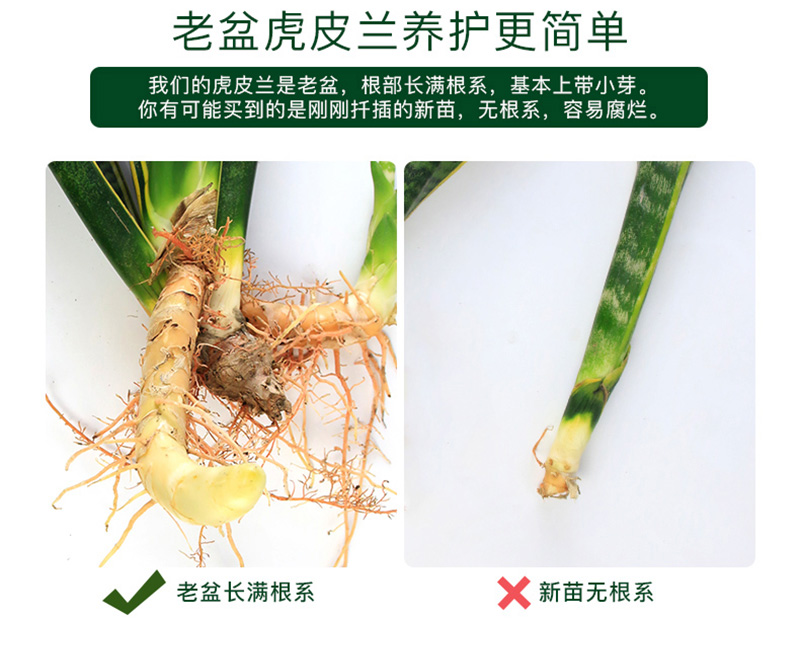 老盆虎皮兰养护更简单
我们的虎皮兰是老盆，根部长满根系，基本上带小芽。
你有可能买到的是刚刚扦插的新苗，无根系，容易腐烂。
老盆长满根系
新苗无根系